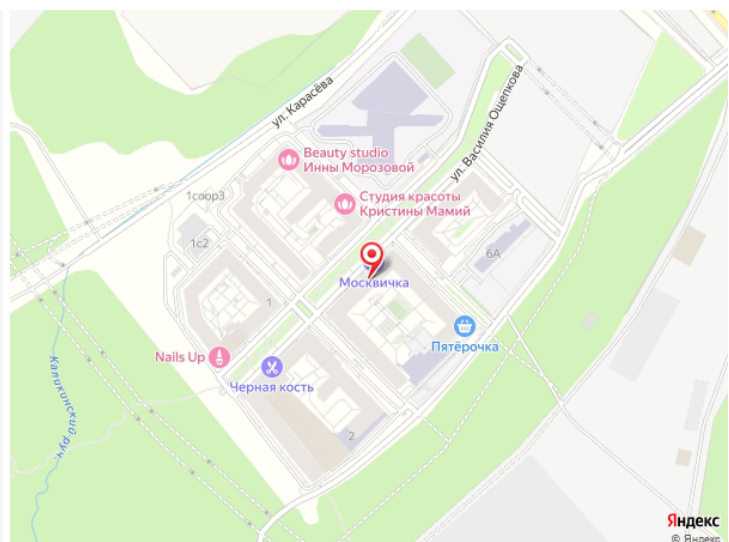 ул. Карасёва
ул. Василия Ощепкова
Beauty studio
Инны Морозовой
Студия красоты
Кристины Мамий
1соор3
1с2
6А
Москвичка
1
Пятёрочка
Nails Up
Черная кость
Каликинский руч.
2
Яндекс
© Яндекс